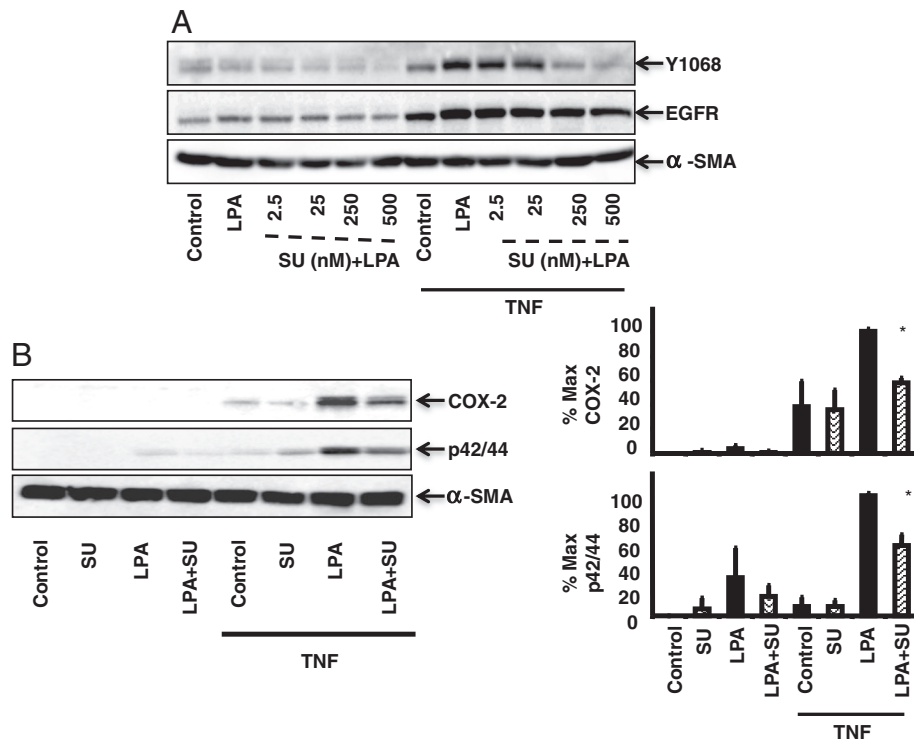 A
Y1068
EGFR
α -SMA
Control
LPA
2.5
25
250
500
Control
LPA
2.5
25
250
500
SU (nM)+LPA
SU (nM)+LPA
TNF
B
COX-2
p42/44
α-SMA
Control
SU
LPA
LPA+SU
Control
SU
LPA
LPA+SU
TNF
% Max
COX-2
100
80
60
40
20
0
*
% Max
p42/44
100
80
60
40
20
0
*
Control
SU
LPA
LPA+SU
Control
SU
LPA
LPA+SU
TNF